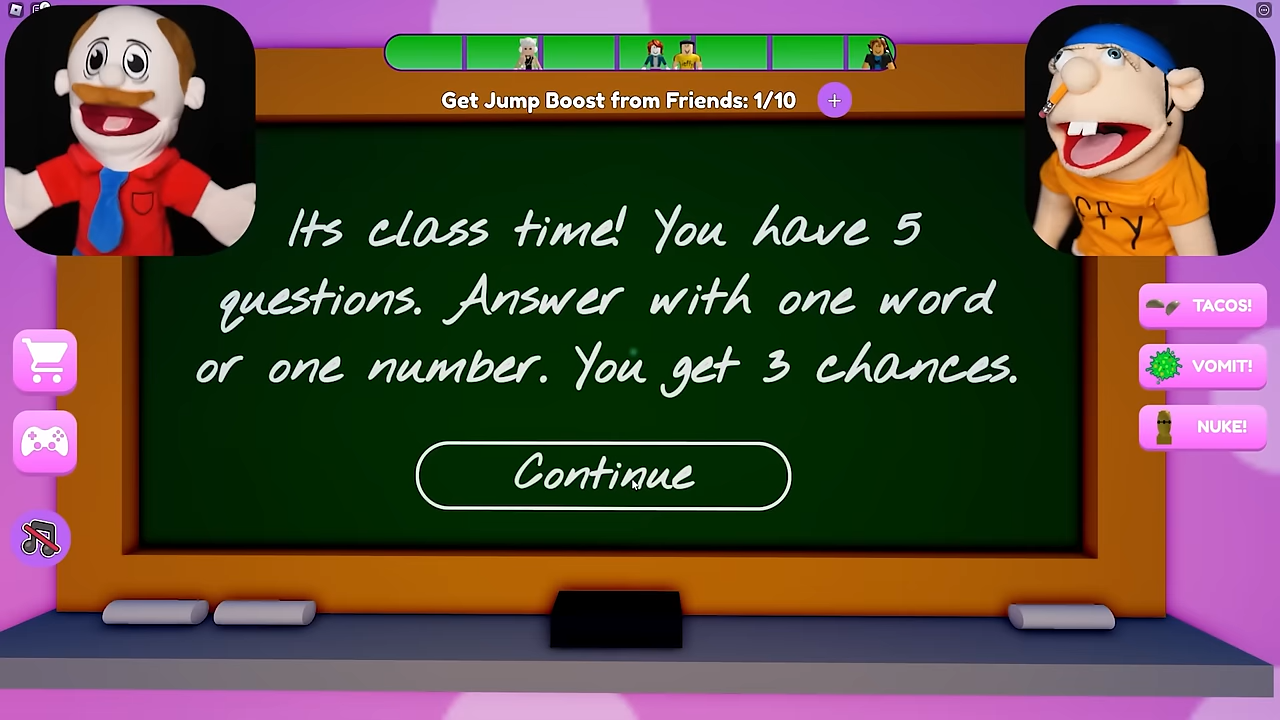 Get Jump Boost from Friends: 1/10
+
Its class time! You have 5
questions. Answer with one word
or one number. You get 3 chances.
Continue
TACOS!
VOMIT!
NUKE!